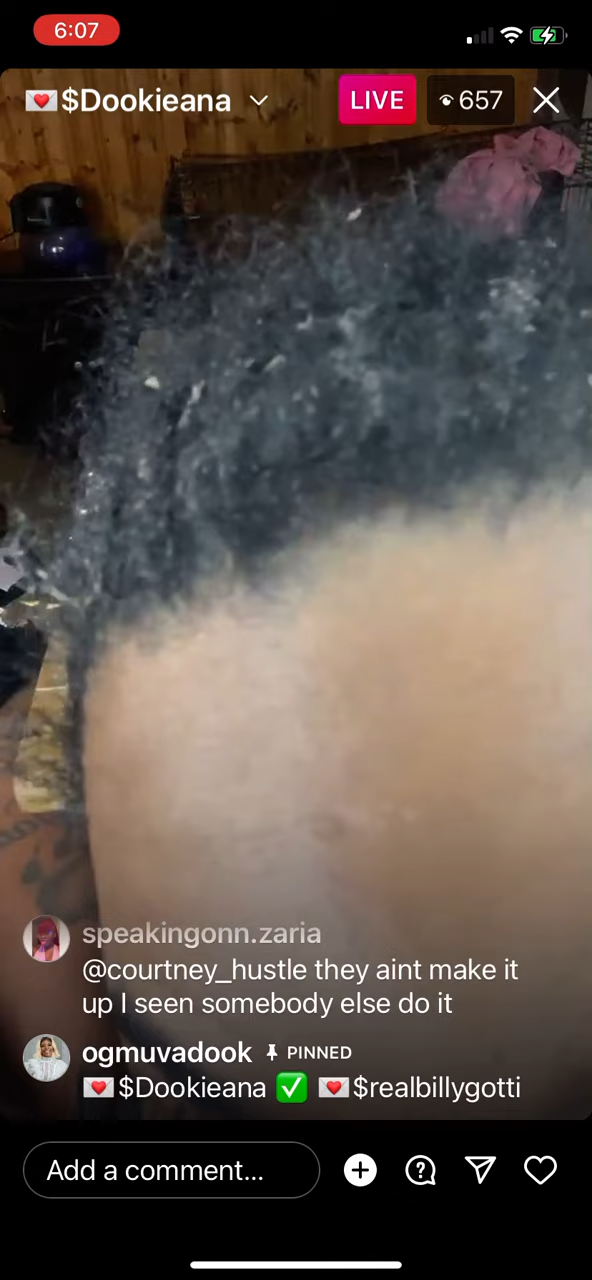 6:07
💌$Dookieana
LIVE
657
speakingonn.zaria
@courtney_hustle they aint make it
up I seen somebody else do it
ogmuvadook PINNED
💌$Dookieana ✅ 💌$realbillygotti
Add a comment...